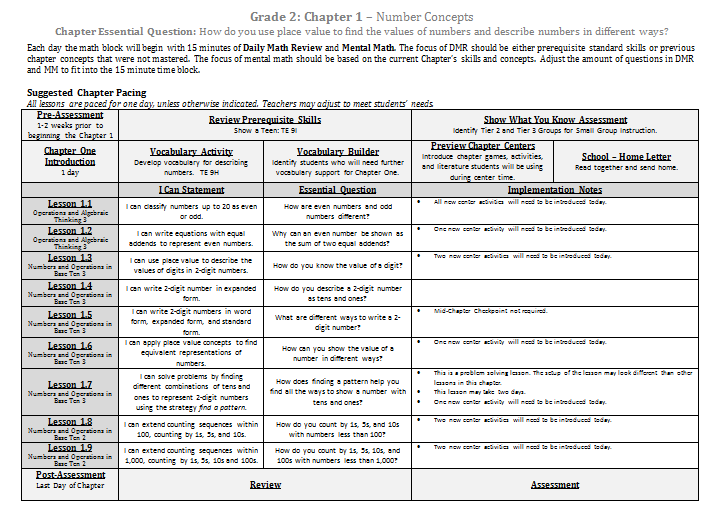 Grade 2: Chapter 1 – Number Concepts
Chapter Essential Question: How do you use place value to find the values of numbers and describe numbers in different ways?
Each day the math block will begin with 15 minutes of Daily Math Review and Mental Math. The focus of DMR should be either prerequisite standard skills or previous
chapter concepts that were not mastered. The focus of mental math should be based on the current Chapter's skills and concepts. Adjust the amount of questions in DMR
and MM to fit into the 15 minute time block.
Suggested Chapter Pacing
All lessons are paced for one day, unless otherwise indicated. Teachers may adjust to meet students' needs.
Pre-Assessment
1-2 weeks prior to
beginning the Chapter 1
Review Prerequisite Skills
Show a Teen: TE 9I
Show What You Know Assessment
Identify Tier 2 and Tier 3 Groups for Small Group Instruction.
Chapter One
Introduction
1 day
Vocabulary Activity
Develop vocabulary for describing
numbers. TE 9H
Vocabulary Builder
Identify students who will need further
vocabulary support for Chapter One.
Preview Chapter Centers
Introduce chapter games, activities,
and literature students will be using
during center time.
School – Home Letter
Read together and send home.
I Can Statement
Essential Question
Implementation Notes
Lesson 1.1
Operations and Algebraic
Thinking 3
I can classify numbers up to 20 as even
or odd.
How are even numbers and odd
numbers different?
• All new center activities will need to be introduced today.
Lesson 1.2
Operations and Algebraic
Thinking 3
I can write equations with equal
addends to represent even numbers.
Why can an even number be shown as
the sum of two equal addends?
• One new center activity will need to be introduced today.
Lesson 1.3
Numbers and Operations in
Base Ten 3
I can use place value to describe the
values of digits in 2-digit numbers.
How do you know the value of a digit?
• Two new center activities will need to be introduced today.
Lesson 1.4
Numbers and Operations in
Base Ten 3
I can write 2-digit number in expanded
form.
How do you describe a 2-digit number
as tens and ones?
Lesson 1.5
Numbers and Operations in
Base Ten 3
I can write 2-digit numbers in word
form, expanded form, and standard
form.
What are different ways to write a 2-
digit number?
• Mid-Chapter Checkpoint not required.
Lesson 1.6
Numbers and Operations in
Base Ten 3
I can apply place value concepts to find
equivalent representations of
numbers.
How can you show the value of a
number in different ways?
• One new center activity will need to be introduced today.
Lesson 1.7
Numbers and Operations in
Base Ten 3
I can solve problems by finding
different combinations of tens and
ones to represent 2-digit numbers
using the strategy find a pattern.
How does finding a pattern help you
find all the ways to show a number with
tens and ones?
• This is a problem solving lesson. The setup of the lesson may look different than other
lessons in this chapter.
• This lesson may take two days.
• One new center activity will need to be introduced today.
Lesson 1.8
Numbers and Operations in
Base Ten 2
I can extend counting sequences within
100, counting by 1s, 5s, and 10s.
How do you count by 1s, 5s, and 10s
with numbers less than 100?
• Two new center activities will need to be introduced today.
Lesson 1.9
Numbers and Operations in
Base Ten 2
I can extend counting sequences within
1,000, counting by 1s, 5s, 10s and 100s.
How do you count by 1s, 5s, 10s, and
100s with numbers less than 1,000?
• Two new center activities will need to be introduced today.
Post-Assessment
Last Day of Chapter
Review
Assessment